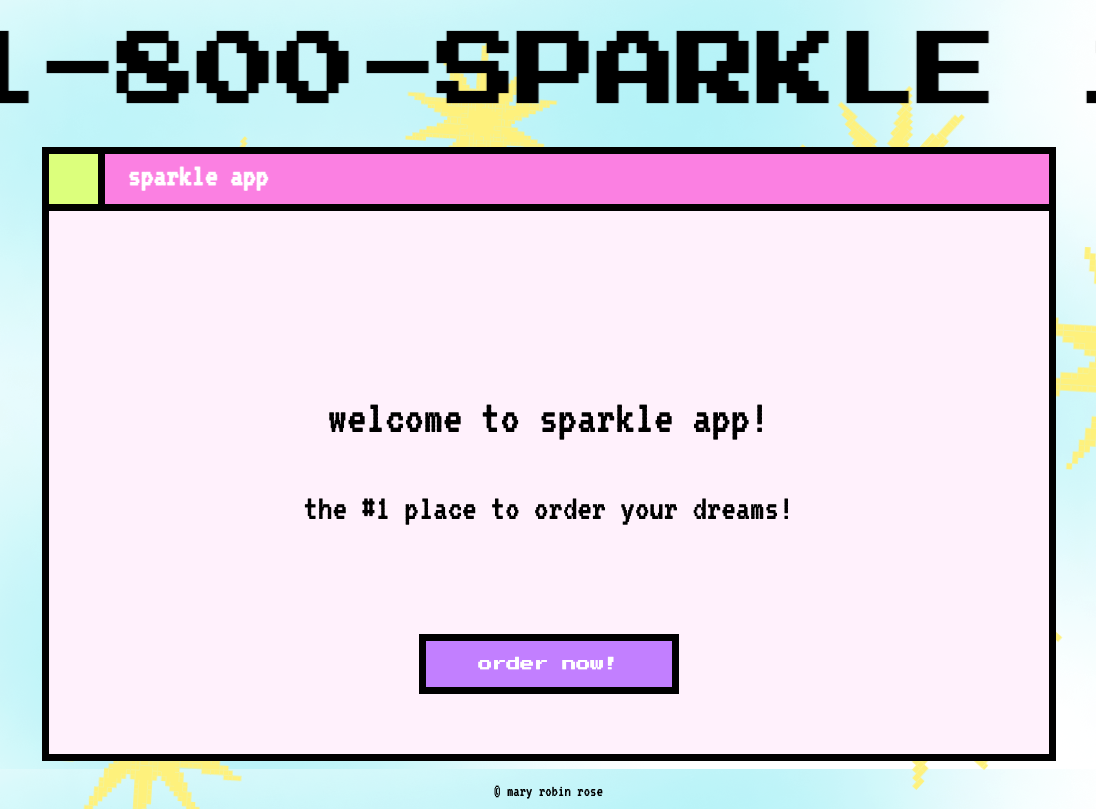 1-800-SPARKLE
sparkle app
welcome to sparkle app!
the #1 place to order your dreams!
order now!
© mary robin rose